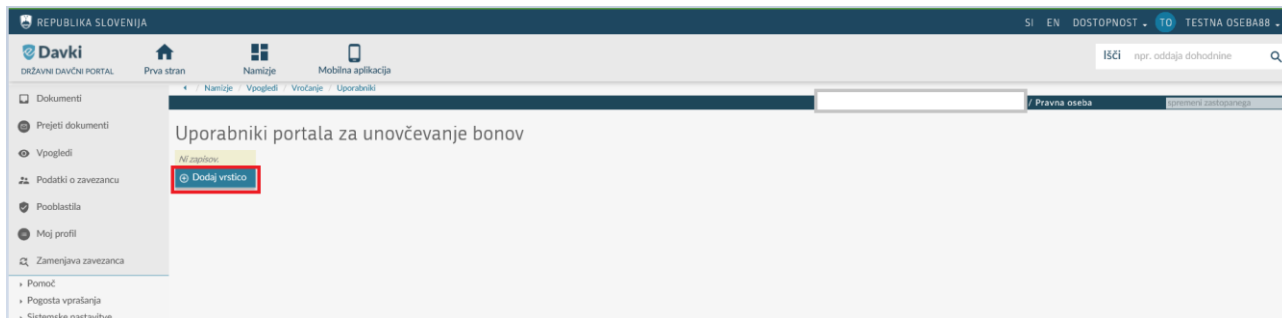 REPUBLIKA SLOVENIJA
SI EN DOSTOPNOST TO TESTNA OSEBA88
Davki
DRŽAVNI DAVČNI PORTAL
Prva stran
Namizje
Mobilna aplikacija
Išči npr. oddaja dohodnine
/ Namizje / Vpogledi / Vročanje / Uporabniki
/ Pravna oseba
spremeni zastopanega
Dokumenti
Prejeti dokumenti
Vpogledi
Podatki o zavezancu
Pooblastila
Moj profil
Zamenjava zavezanca
Pomoč
Pogosta vprašanja
Sistemske nastavitve
Uporabniki portala za unovčevanje bonov
Ni zapisov.
Dodaj vrstico